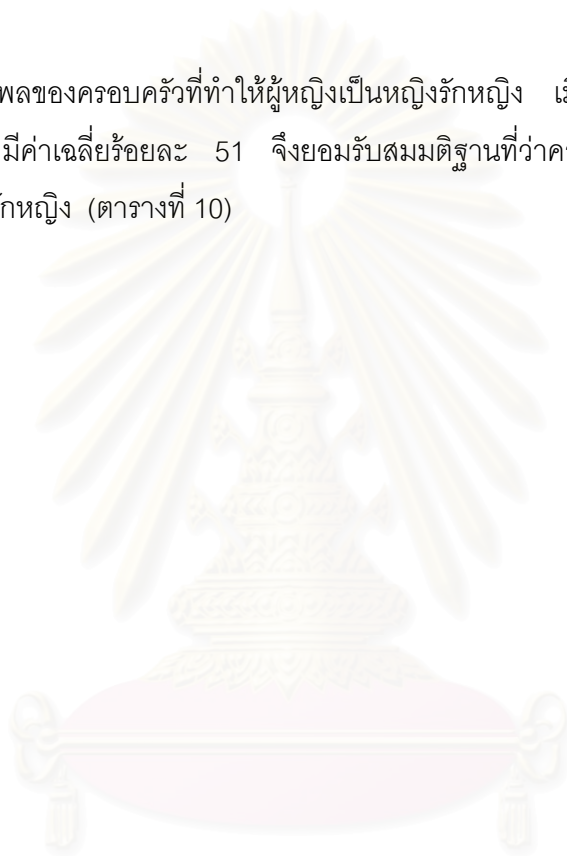 พลของครอบครัวที่ทำให้ผู้หญิงเป็นหญิงรักหญิง
มีค่าเฉลี่ยร้อยละ 51 จึงยอมรับสมมติฐานที่ว่า
กหญิง (ตารางที่ 10)